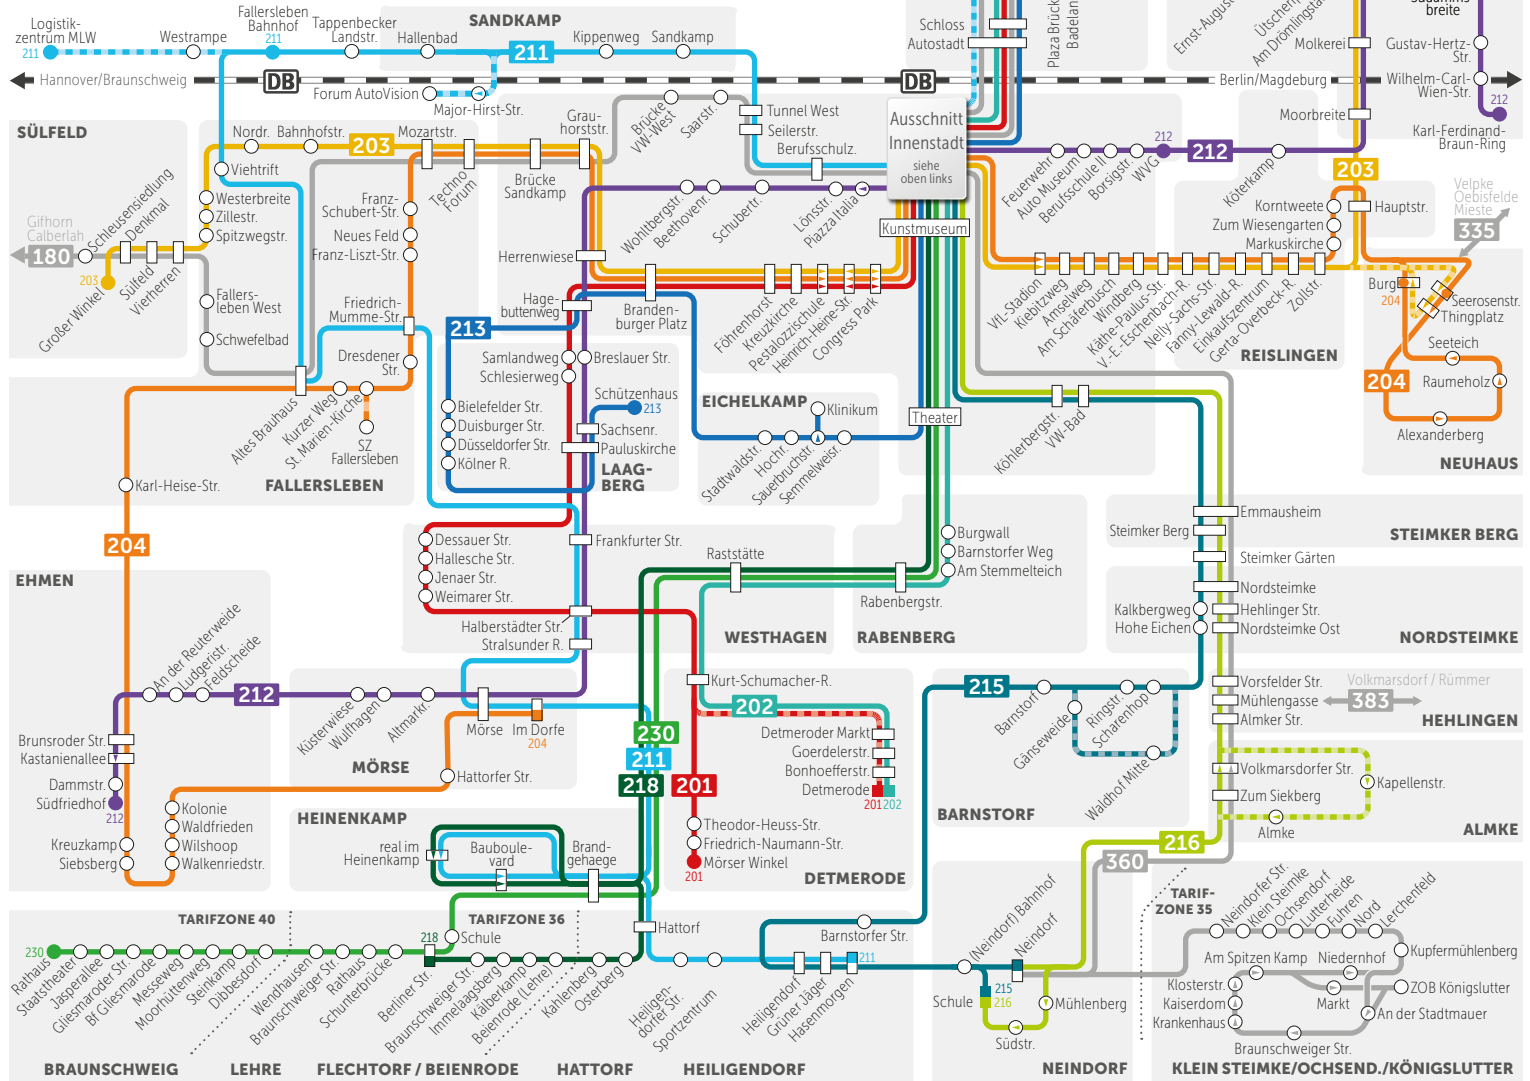 Logistik-
zentrum MLW
211
Westrampe
Fallersleben
Bahnhof
211
Tappenbecker
Landstr.
Hallenbad
SANDKAMP
211
Kippenweg
Sandkamp
Schloss
Autostadt
Plaza Brück
Badelan
Ernst-August
Ütschenp
Am Drömlingsta
Molkerei
breite
Gustav-Hertz-
Str.
Hannover/Braunschweig
DB
DB
Berlin/Magdeburg
Wilhelm-Carl-
Wien-Str.
212
Karl-Ferdinand-
Braun-Ring
Forum AutoVision
Major-Hirst-Str.
Moorbreite
SÜLFELD
Nordr.
Bahnhofstr.
203
Mozartstr.
Grau-
horststr.
Brücke
VW-West
Saarstr.
Tunnel West
Seilerstr.
Berufsschulz.
Ausschnitt
Innenstadt
siehe
oben links
Viehtrift
Techno
Forum
Brücke
Sandkamp
Feuerwehr
Auto Museum
Berufsschule II
Borsigstr.
WVG
212
212
Köterkamp
203
Velpke
Oebisfelde
Mieste
335
Westerbreite
Zillestr.
Spitzwegstr.
Franz-
Schubert-Str.
Neues Feld
Franz-Liszt-Str.
Wohltbergstr.
Beethovenr.
Schubertr.
Lönsstr.
Piazza Italia
Kunstmuseum
Korntweete
Zum Wiesengarten
Markuskirche
Hauptstr.
Gifhorn
Calberlah
180
Schleusensiedlung
Denkmal
203
Großer Winkel
Sülfeld
Vierherren
Herrenwiese
Hage-
buttenweg
Branden-
burger Platz
Föhrenhorst
Kreuzkirche
Pestalozzischule
Heinrich-Heine-Str.
Congress Park
VfL-Stadion
Kiebitzweg
Amselweg
Am Schäferbusch
Windberg
Käthe-Paulus-Str.
V.-E.-Eschenbach-R.
Nelly-Sachs-Str.
Fanny-Lewald-R.
Einkaufszentrum
Gerta-Overbeck-R.
Zollstr.
REISLINGEN
Burg
204
Seerosenstr.
Thingplatz
Seeteich
Raumeholz
204
Alexanderberg
NEUHAUS
Fallers-
leben West
Schwefelbad
Friedrich-
Mumme-Str.
Dresdener
Str.
213
Samlandweg
Schlesierweg
Breslauer Str.
Schützenhaus
213
Bielefelder Str.
Duisburger Str.
Düsseldorfer Str.
Kölner R.
Sachsenr.
Pauluskirche
LAAG-
BERG
EICHELKAMP
Klinikum
Stadtwaldstr.
Hochr.
Sauerbruchstr.
Semmelweisr.
Theater
Köhlerbergstr.
VW-Bad
Altes Brauhaus
Kurzer Weg
St. Marien-Kirche
SZ
Fallersleben
FALLERSLEBEN
Karl-Heise-Str.
204
EHMEN
Dessauer Str.
Hallesche Str.
Jenaer Str.
Weimarer Str.
Frankfurter Str.
Halberstädter Str.
Stralsunder R.
Raststätte
WESTHAGEN
Burgwall
Barnstorfer Weg
Am Stemmelteich
Rabenbergstr.
RABENBERG
Emmausheim
Steimker Berg
STEIMKER BERG
Steimker Gärten
Nordsteimke
Kalkbergweg
Hohe Eichen
Hehlinger Str.
Nordsteimke Ost
NORDSTEIMKE
Vorsfelder Str.
Mühlengasse
Almker Str.
Volkmarsdorf / Rümmer
383
HEHLINGEN
An der Reuterweide
Ludgeristr.
Feldscheide
212
Küsterwiese
Wulfhagen
Altmarkr.
Mörse
Im Dorfe
204
MÖRSE
Hattorfer Str.
Brunsroder Str.
Kastanienallee
Dammstr.
Südfriedhof
212
Kolonie
Waldfrieden
Wilshoop
Walkenriedstr.
Kreuzkamp
Siebsberg
Kurt-Schumacher-R.
202
Detmeroder Markt
Goerdelerstr.
Bonhoefferstr.
Detmerode
201 202
230
211
218
201
Theodor-Heuss-Str.
Friedrich-Naumann-Str.
Mörser Winkel
201
DETMERODE
HEINENKAMP
real im
Heinenkamp
Bauboule-
vard
Brand-
gehaege
215
Barnstorf
Gänseweide
Ringstr.
Scharenhop
Waldhof Mitte
BARNSTORF
Volkmarsdorfer Str.
Zum Siekberg
Kapellenstr.
Almke
ALMKE
216
360
TARIFZONE 40
TARIFZONE 36
TARIF-
ZONE 35
230
Rathaus
Staatstheater
Jasperallee
Gliesmaroder Str.
Bf Gliesmarode
Messeweg
Moorhüttenweg
Steinkamp
Dibbesdorf
Wendhausen
Braunschweiger Str.
Rathaus
Schunterbrücke
218
Berliner Str.
Schule
Braunschweiger Str.
Immelaagsberg
Kälberkamp
Beienrode (Lehre)
Kahlenberg
Osterberg
Hattorf
Heiligen-
dorfer Str.
Sportzentrum
Barnstorfer Str.
211
Heiligendorf
Grüner Jäger
Hasenmorgen
(Neindorf) Bahnhof
Neindorf
Schule
215
216
Mühlenberg
Südstr.
Neindorfer Str.
Klein Steimke
Ochsendorf
Lutterheide
Fuhren
Nord
Lerchenfeld
Kupfermühlenberg
Am Spitzen Kamp
Niedernhof
Klosterstr.
Kaiserdom
Krankenhaus
Markt
ZOB Königslutter
An der Stadtmauer
Braunschweiger Str.
BRAUNSCHWEIG
LEHRE
FLECHTORF / BEIENRODE
HATTORF
HEILIGENDORF
NEINDORF
KLEIN STEIMKE/OCHSEND./KÖNIGSLUTTER